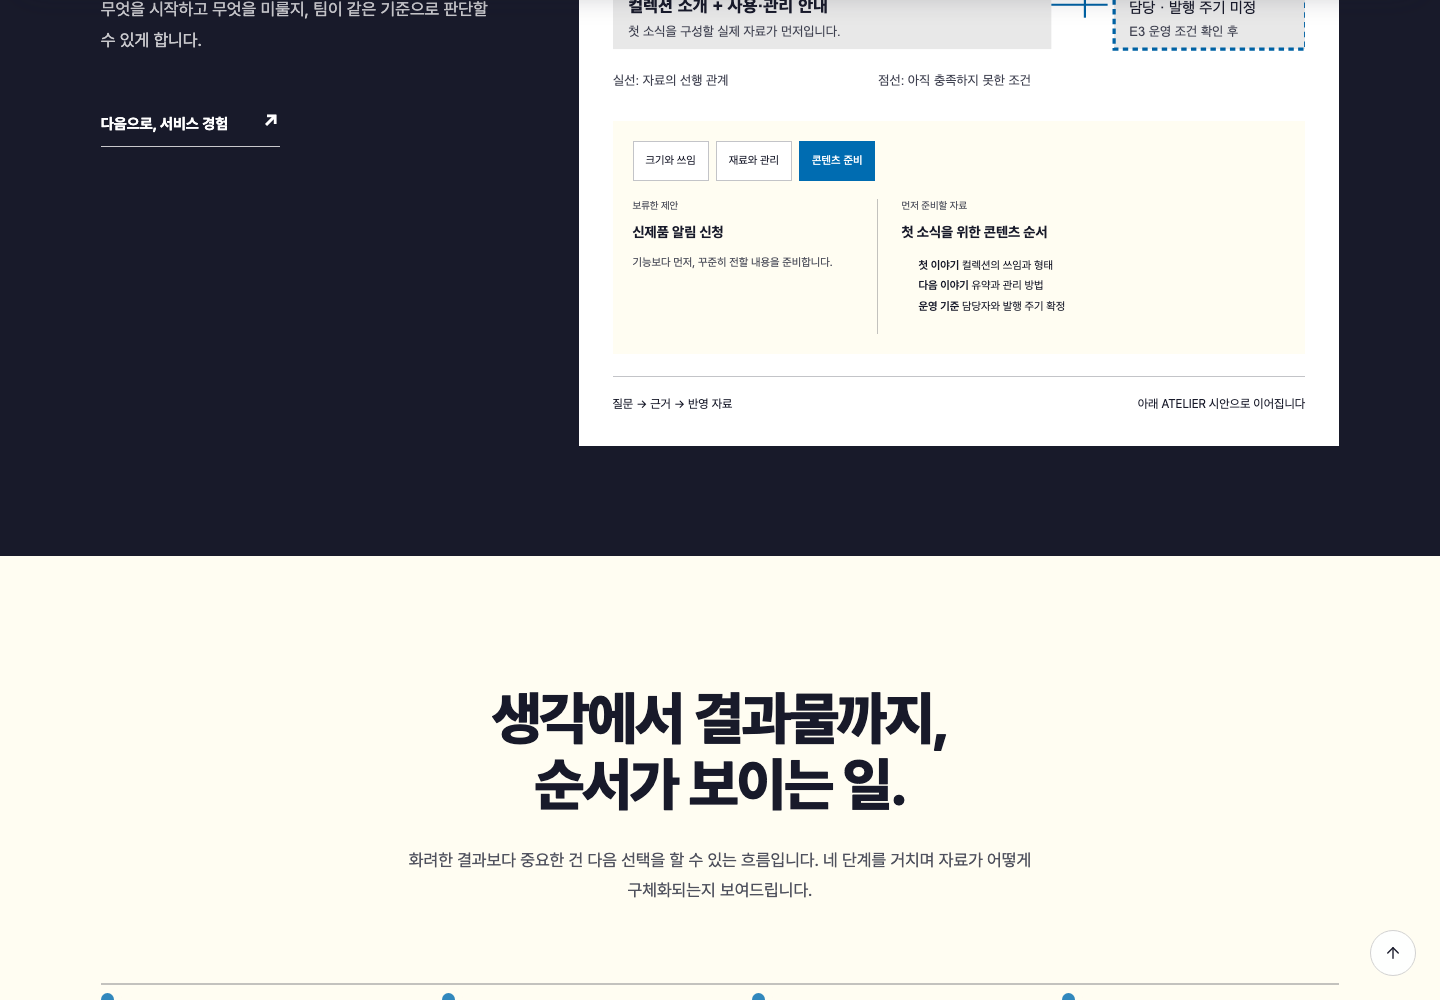 무엇을 시작하고 무엇을 미룰지, 팀이 같은 기준으로 판단할
수 있게 합니다.
다음으로, 서비스 경험
컬렉션 소개 + 사용·관리 안내
첫 소식을 구성할 실제 자료가 먼저입니다.
담당 · 발행 주기 미정
E3 운영 조건 확인 후
실선: 자료의 선행 관계
점선: 아직 충족하지 못한 조건
크기와 쓰임
재료와 관리
콘텐츠 준비
보류한 제안
신제품 알림 신청
기능보다 먼저, 꾸준히 전할 내용을 준비합니다.
먼저 준비할 자료
첫 소식을 위한 콘텐츠 순서
첫 이야기 컬렉션의 쓰임과 형태
다음 이야기 유약과 관리 방법
운영 기준 담당자와 발행 주기 확정
질문 → 근거 → 반영 자료
아래 ATELIER 시안으로 이어집니다
생각에서 결과물까지,
순서가 보이는 일.
화려한 결과보다 중요한 건 다음 선택을 할 수 있는 흐름입니다. 네 단계를 거치며 자료가 어떻게
구체화되는지 보여드립니다.